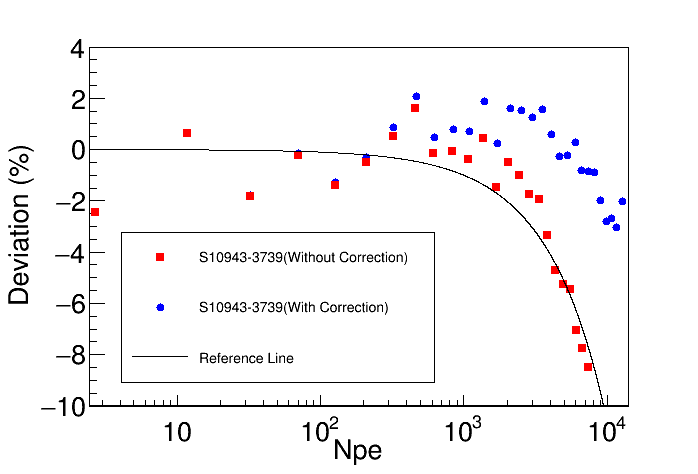 4
2
0
−2
−4
−6
−8
−10
Deviation (%)
S10943-3739(Without Correction)
S10943-3739(With Correction)
Reference Line
10 10² 10³ 10⁴
Npe